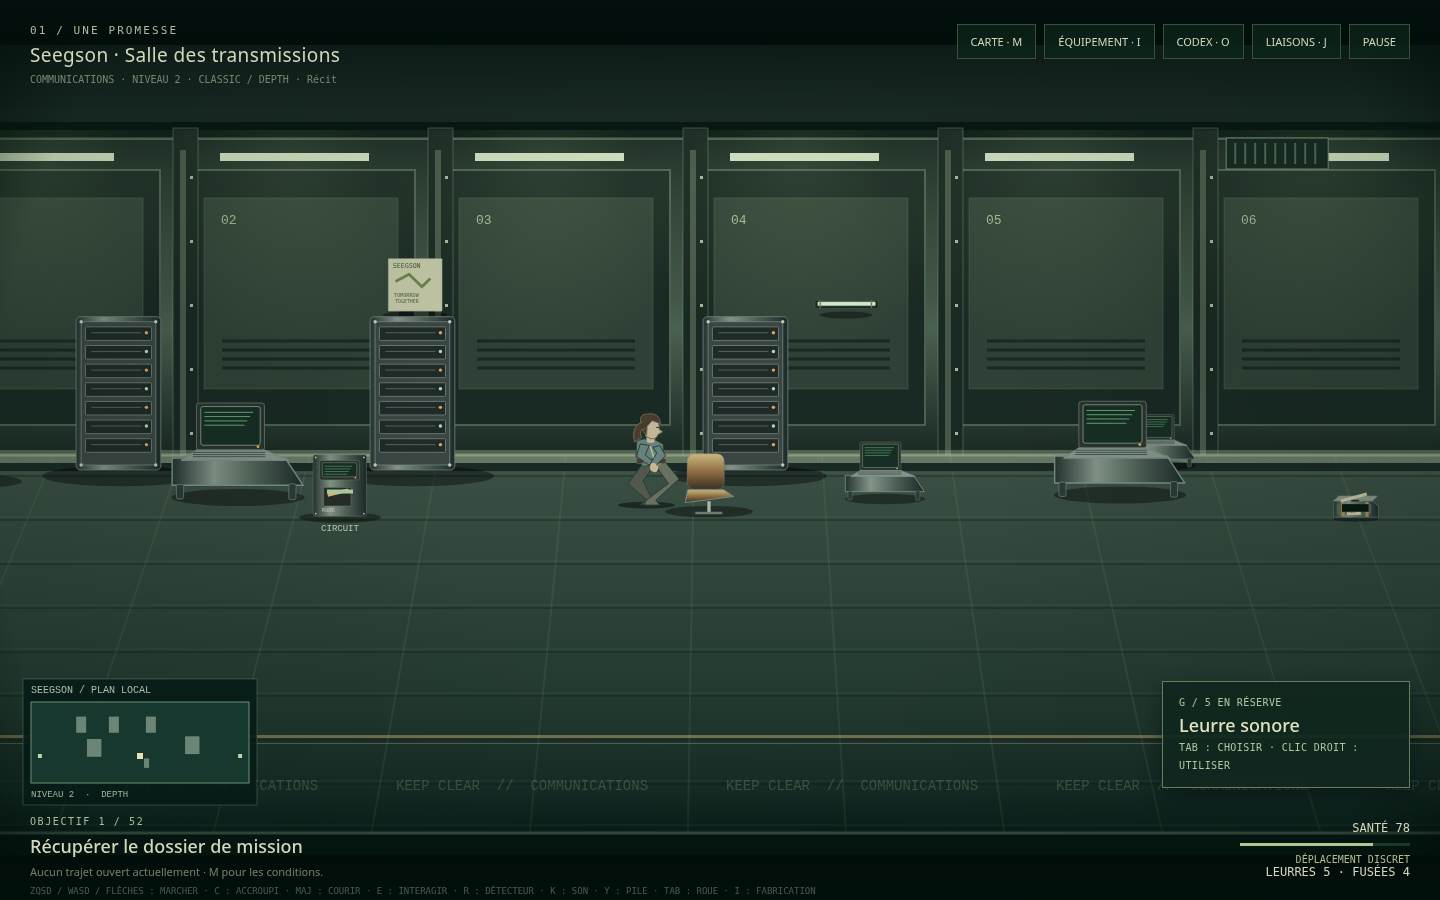 01 / UNE PROMESSE
Seegson · Salle des transmissions
COMMUNICATIONS · NIVEAU 2 · CLASSIC / DEPTH · Récit
CARTE · M
ÉQUIPEMENT · I
CODEX · O
LIAISONS · J
PAUSE
02
03
04
05
06
SEEGSON
TOMORROW
TOGETHER
CIRCUIT
SEEGSON / PLAN LOCAL
NIVEAU 2 · DEPTH
CATIONS
KEEP CLEAR // COMMUNICATIONS
KEEP CLEAR // COMMUNICATIONS
KEEP CLEAR
G / 5 EN RÉSERVE
Leurre sonore
TAB : CHOISIR · CLIC DROIT :
UTILISER
OBJECTIF 1 / 52
Récupérer le dossier de mission
Aucun trajet ouvert actuellement · M pour les conditions.
ZQSD / WASD / FLÈCHES : MARCHER · C : ACCROUPI · MAJ : COURIR · E : INTERAGIR · R : DÉTECTEUR · K : SON · Y : PILE · TAB : ROUE · I : FABRICATION
SANTÉ 78
DÉPLACEMENT DISCRET
LEURRES 5 · FUSÉES 4